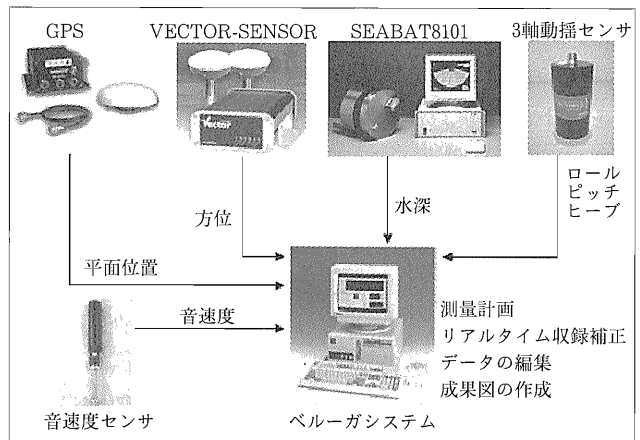 GPS
VECTOR-SENSOR
SEABAT8101
3軸動揺センサ
ロール
ピッチ
ヒーブ
方位
水深
平面位置
音速度
測量計画
リアルタイム収録補正
データの編集
成果図の作成
音速度センサ
ベルーガシステム